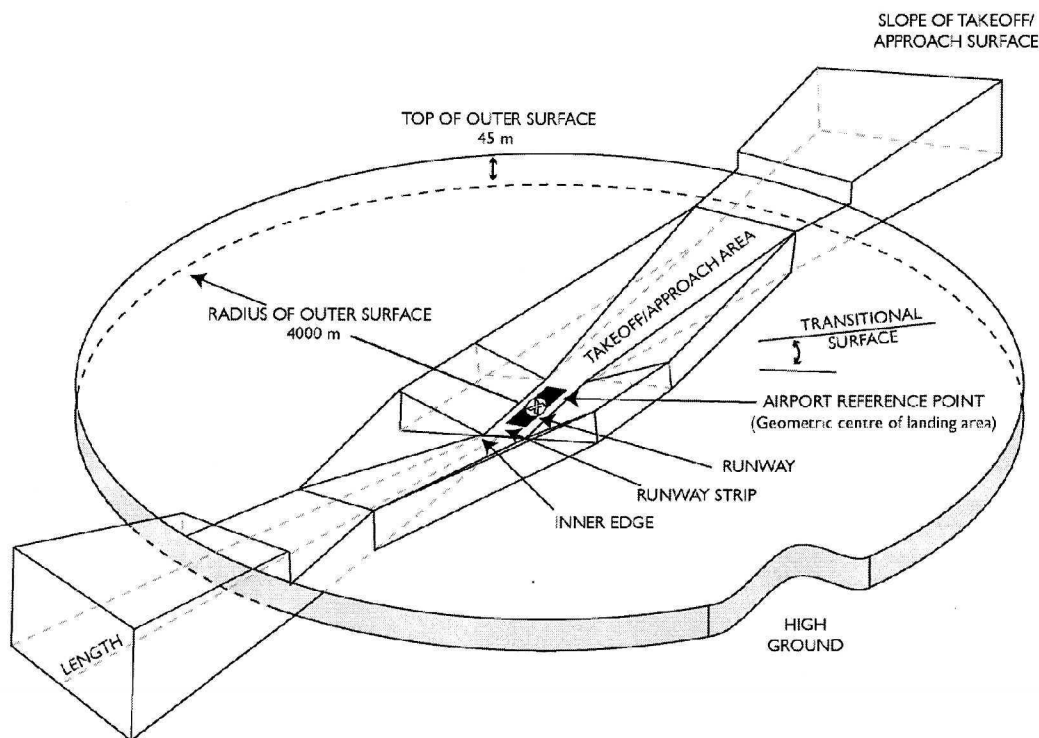 SLOPE OF TAKEOFF/
APPROACH SURFACE
TOP OF OUTER SURFACE
45 m
RADIUS OF OUTER SURFACE
4000 m
TAKEOFF/APPROACH AREA
TRANSITIONAL
SURFACE
AIRPORT REFERENCE POINT
(Geometric centre of landing area)
RUNWAY
RUNWAY STRIP
INNER EDGE
HIGH
GROUND
LENGTH